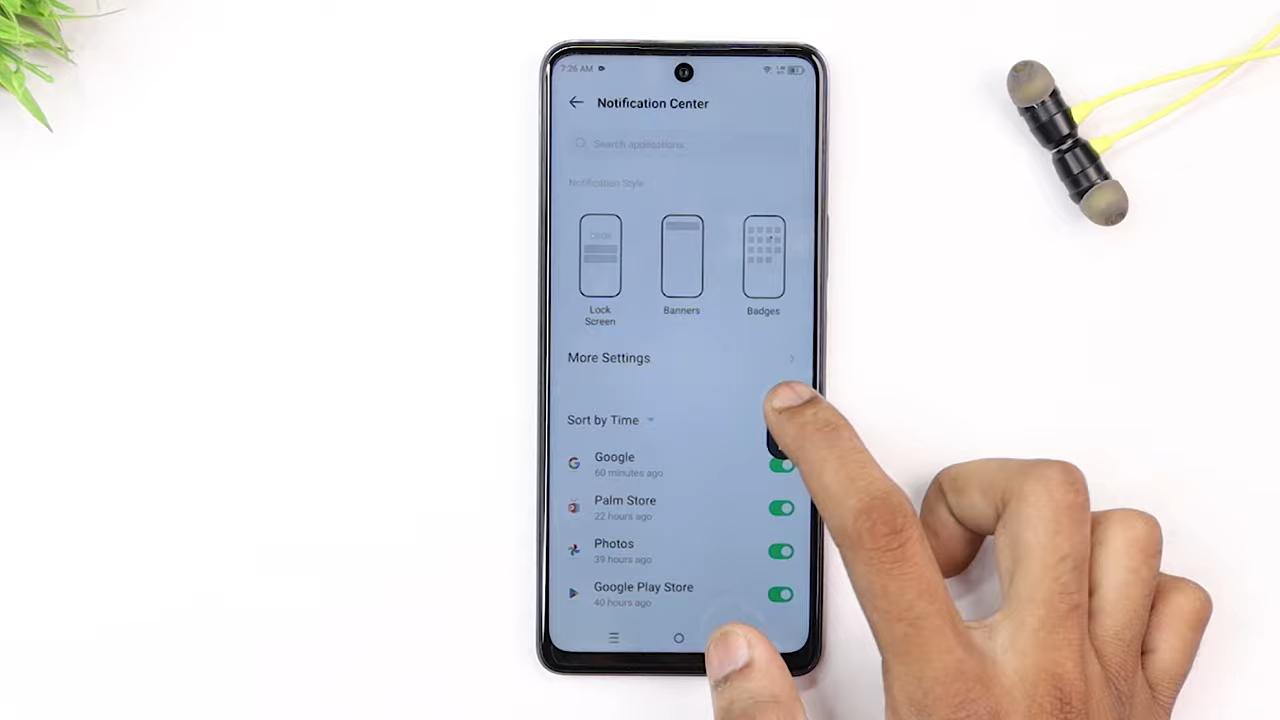 7:26 AM
Notification Center
Search applications
Notification Style
Lock
Screen
Banners
Badges
More Settings
Sort by Time
Google
60 minutes ago
Palm Store
22 hours ago
Photos
39 hours ago
Google Play Store
40 hours ago